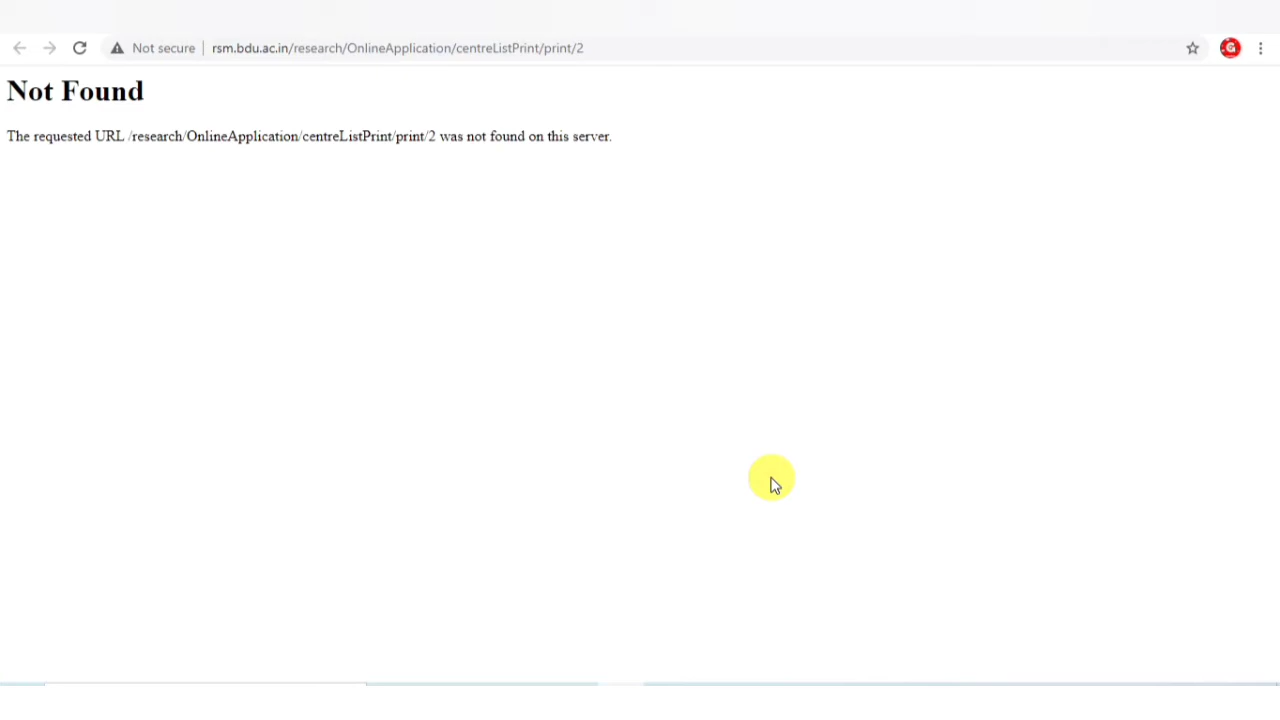 Not secure | rsm.bdu.ac.in/research/OnlineApplication/centreListPrint/print/2
G
Not Found
The requested URL /research/OnlineApplication/centreListPrint/print/2 was not found on this server.